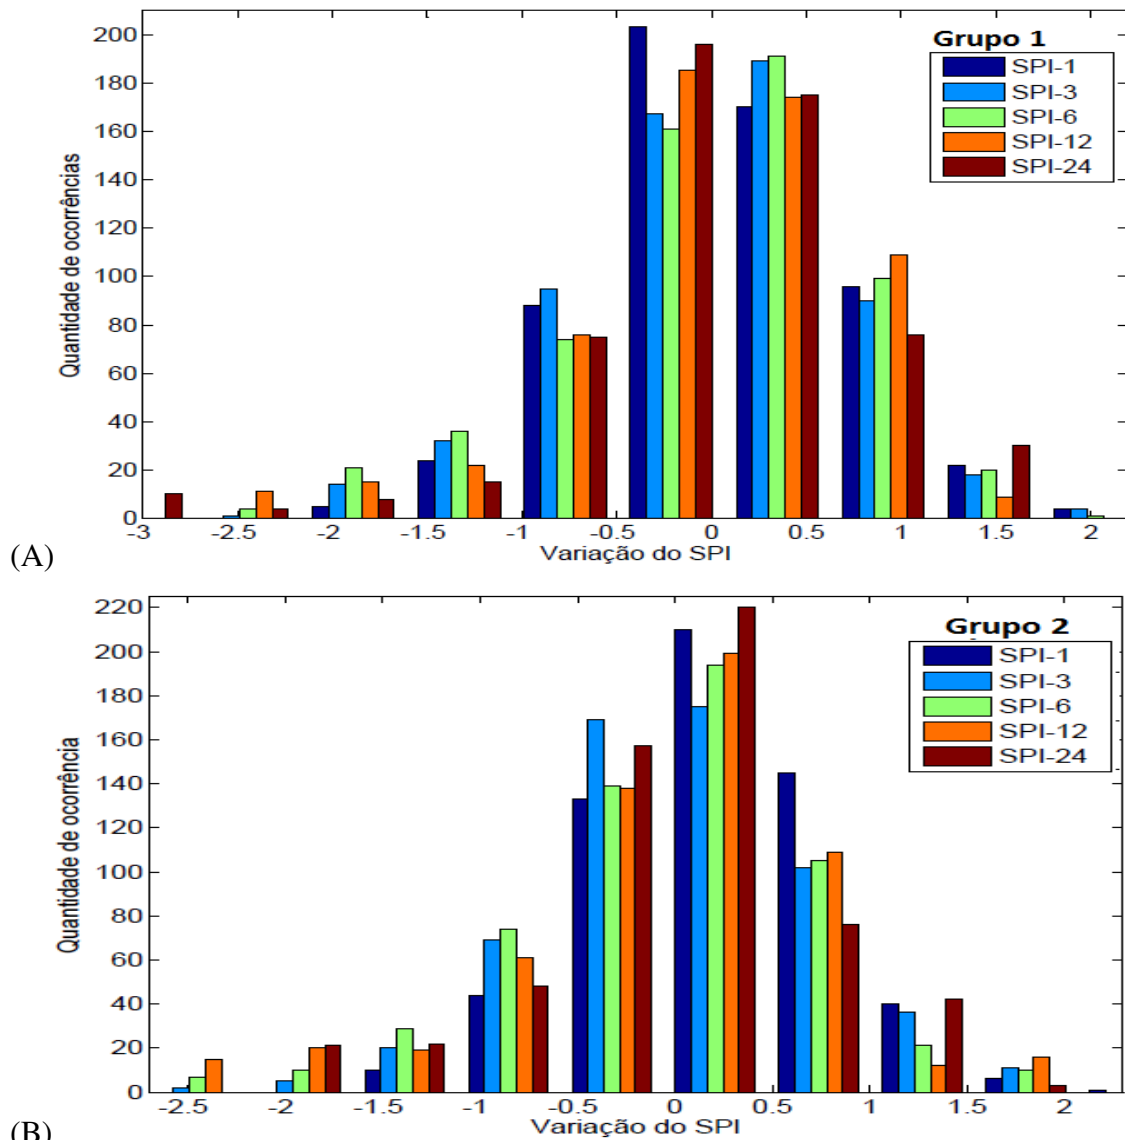 Grupo 1
SPI-1
SPI-3
SPI-6
SPI-12
SPI-24
Quantidade de ocorrências
200
180
160
140
120
100
80
60
40
20
0
-3 -2.5 -2 -1.5 -1 -0.5 0 0.5 1 1.5 2
Variação do SPI
(A)
Grupo 2
SPI-1
SPI-3
SPI-6
SPI-12
SPI-24
Quantidade de ocorrência
220
200
180
160
140
120
100
80
60
40
20
0
-2.5 -2 -1.5 -1 -0.5 0 0.5 1 1.5 2
Variação do SPI
(B)